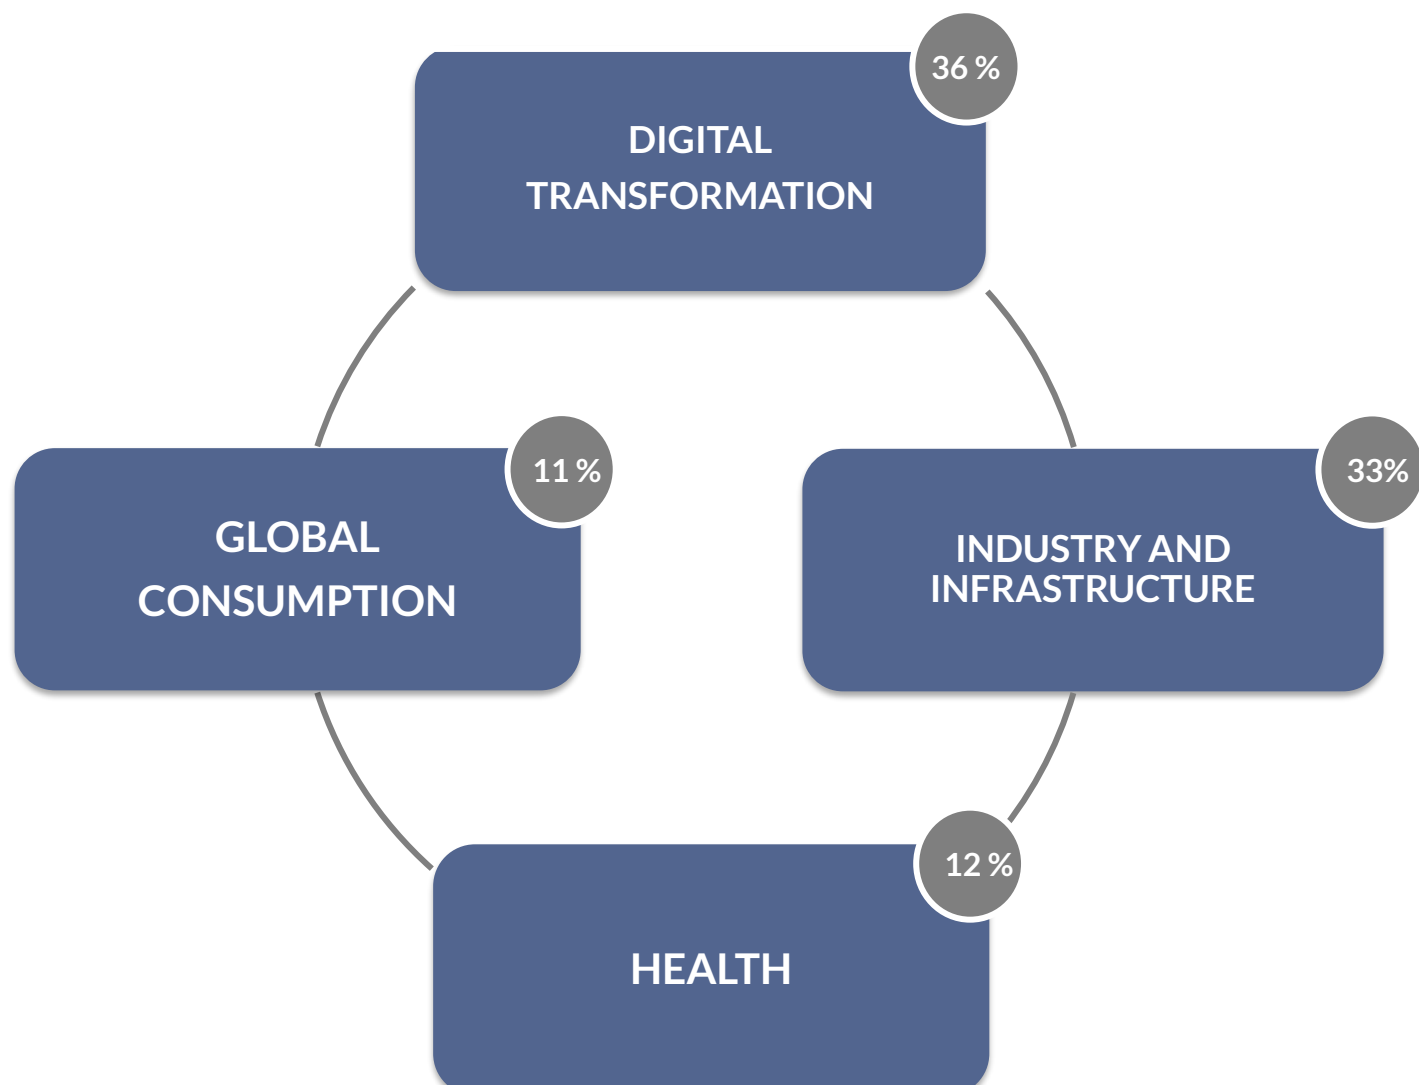 36 %
DIGITAL
TRANSFORMATION
11 %
GLOBAL
CONSUMPTION
33%
INDUSTRY AND
INFRASTRUCTURE
12 %
HEALTH